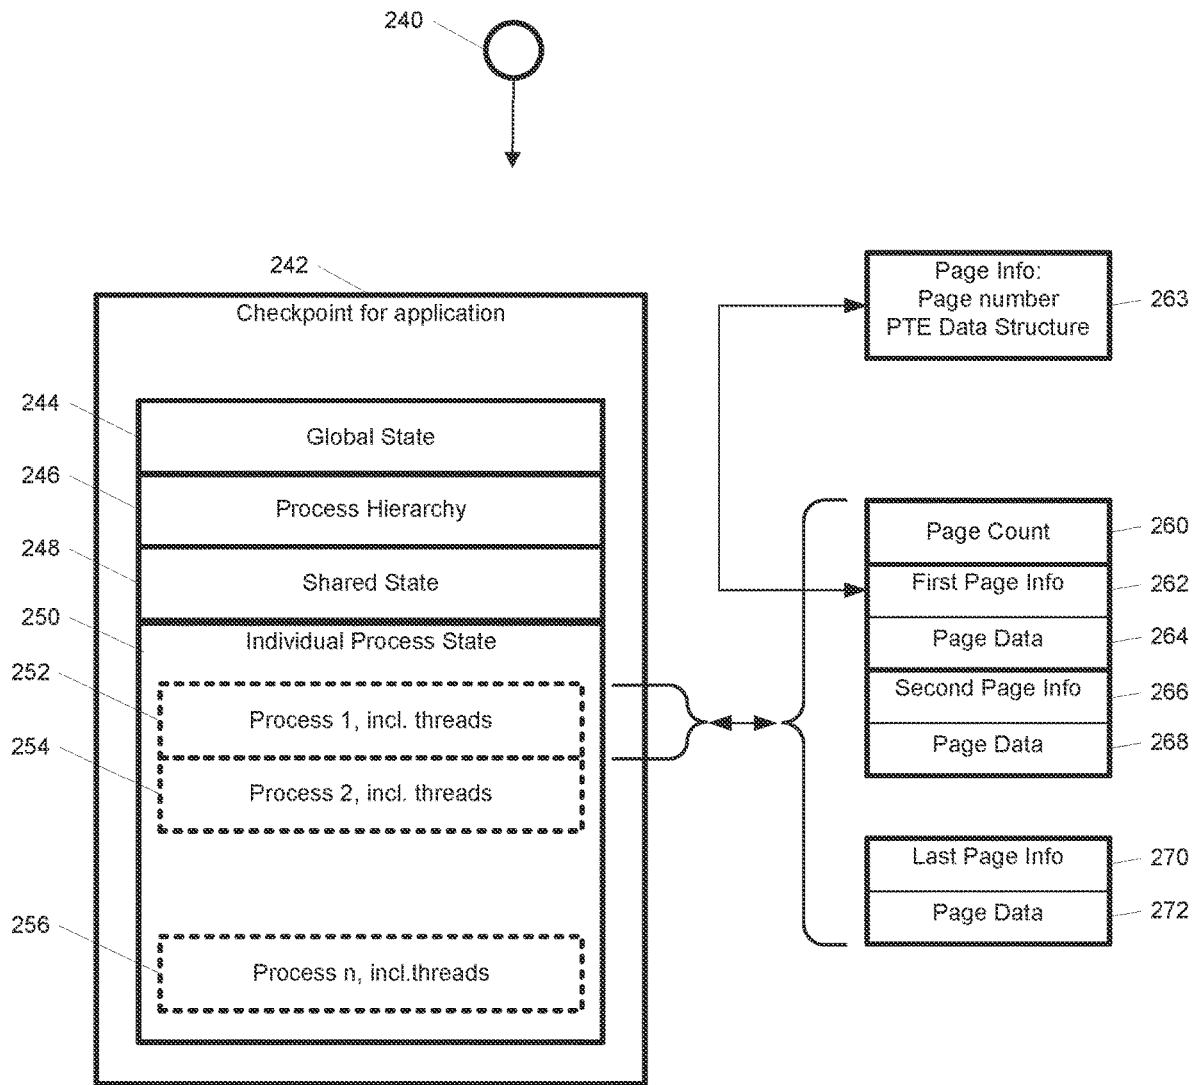 240
242
Checkpoint for application
244
Global State
246
Process Hierarchy
248
Shared State
250
Individual Process State
252
Process 1, incl. threads
254
Process 2, incl. threads
256
Process n, incl.threads
Page Info:
Page number
PTE Data Structure
263
Page Count
260
First Page Info
262
Page Data
264
Second Page Info
266
Page Data
268
Last Page Info
270
Page Data
272